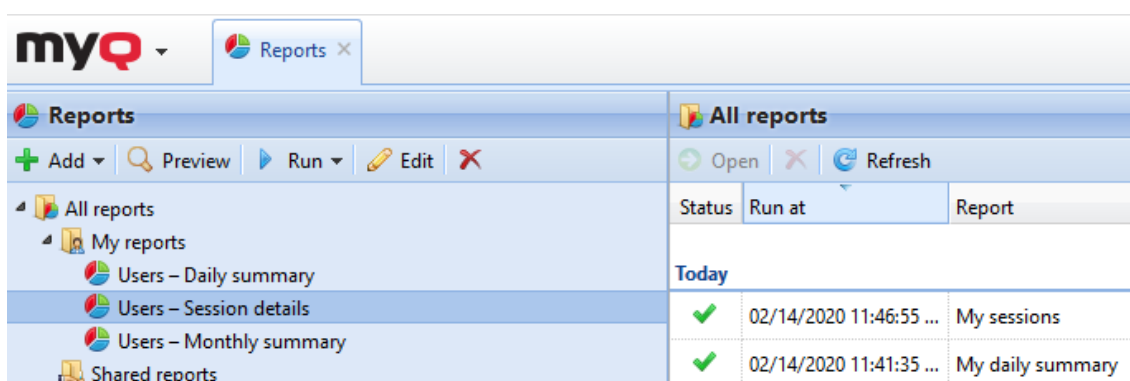 myQ
Reports
Reports
Add Preview Run Edit
All reports
My reports
Users – Daily summary
Users – Session details
Users – Monthly summary
Shared reports
All reports
Open Refresh
Status Run at Report
Today
02/14/2020 11:46:55 ... My sessions
02/14/2020 11:41:35 ... My daily summary